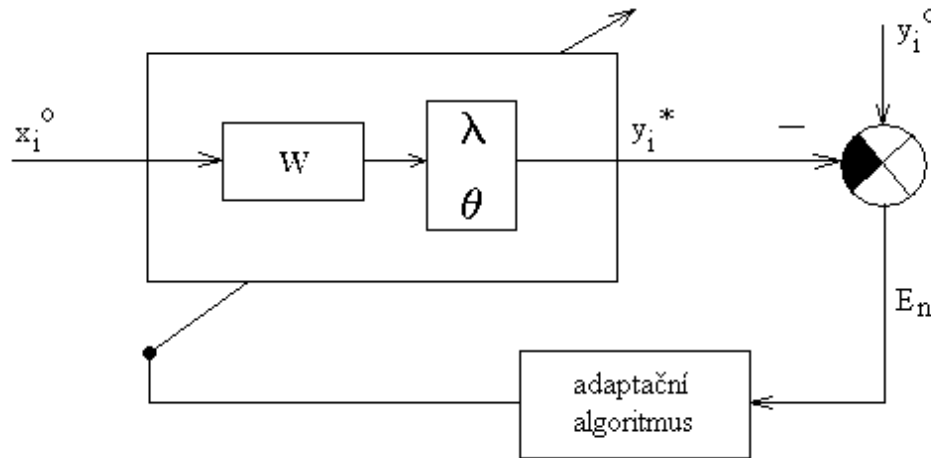 y_i^o
x_i^o
W
λ
θ
y_i^*
−
E_n
adaptační
algoritmus